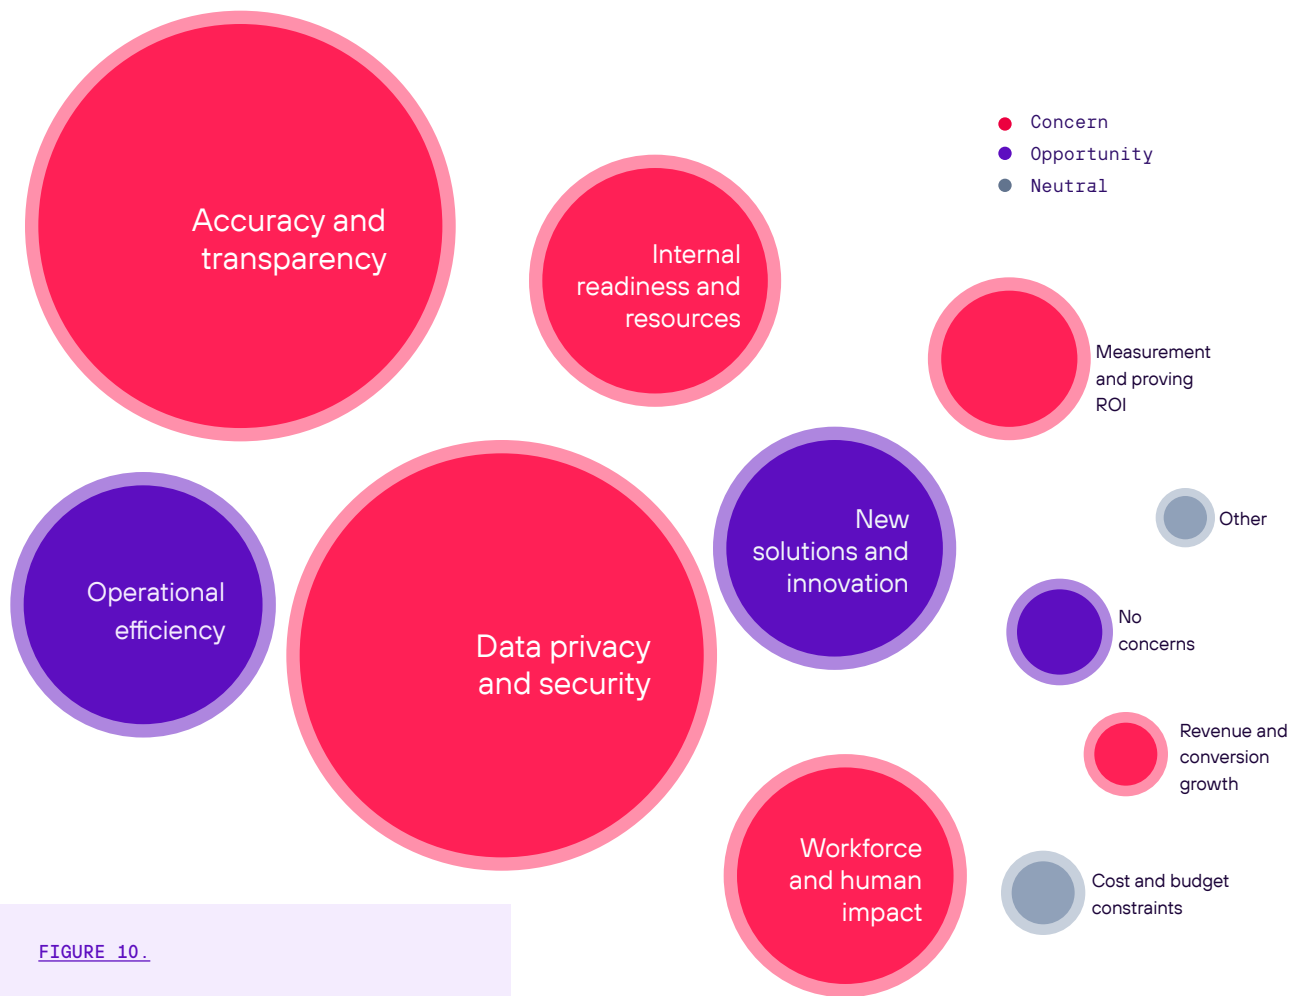 Accuracy and
transparency
Internal
readiness and
resources
Concern
Opportunity
Neutral
Measurement
and proving
ROI
Operational
efficiency
Data privacy
and security
New
solutions and
innovation
Other
No
concerns
Revenue and
conversion
growth
Workforce
and human
impact
Cost and budget
constraints
FIGURE 10.